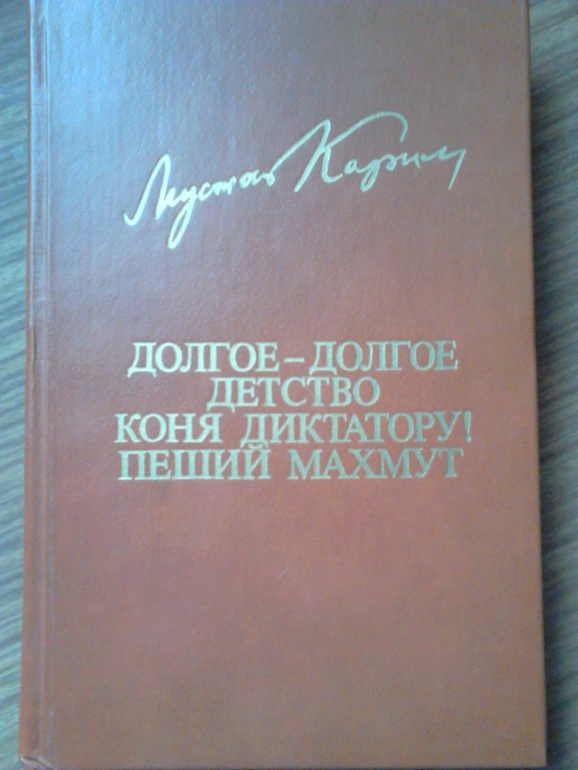 Мустай Карим
ДОЛГОЕ – ДОЛГОЕ
ДЕТСТВО
КОНЯ ДИКТАТОРУ!
ПЕШИЙ МАХМУТ